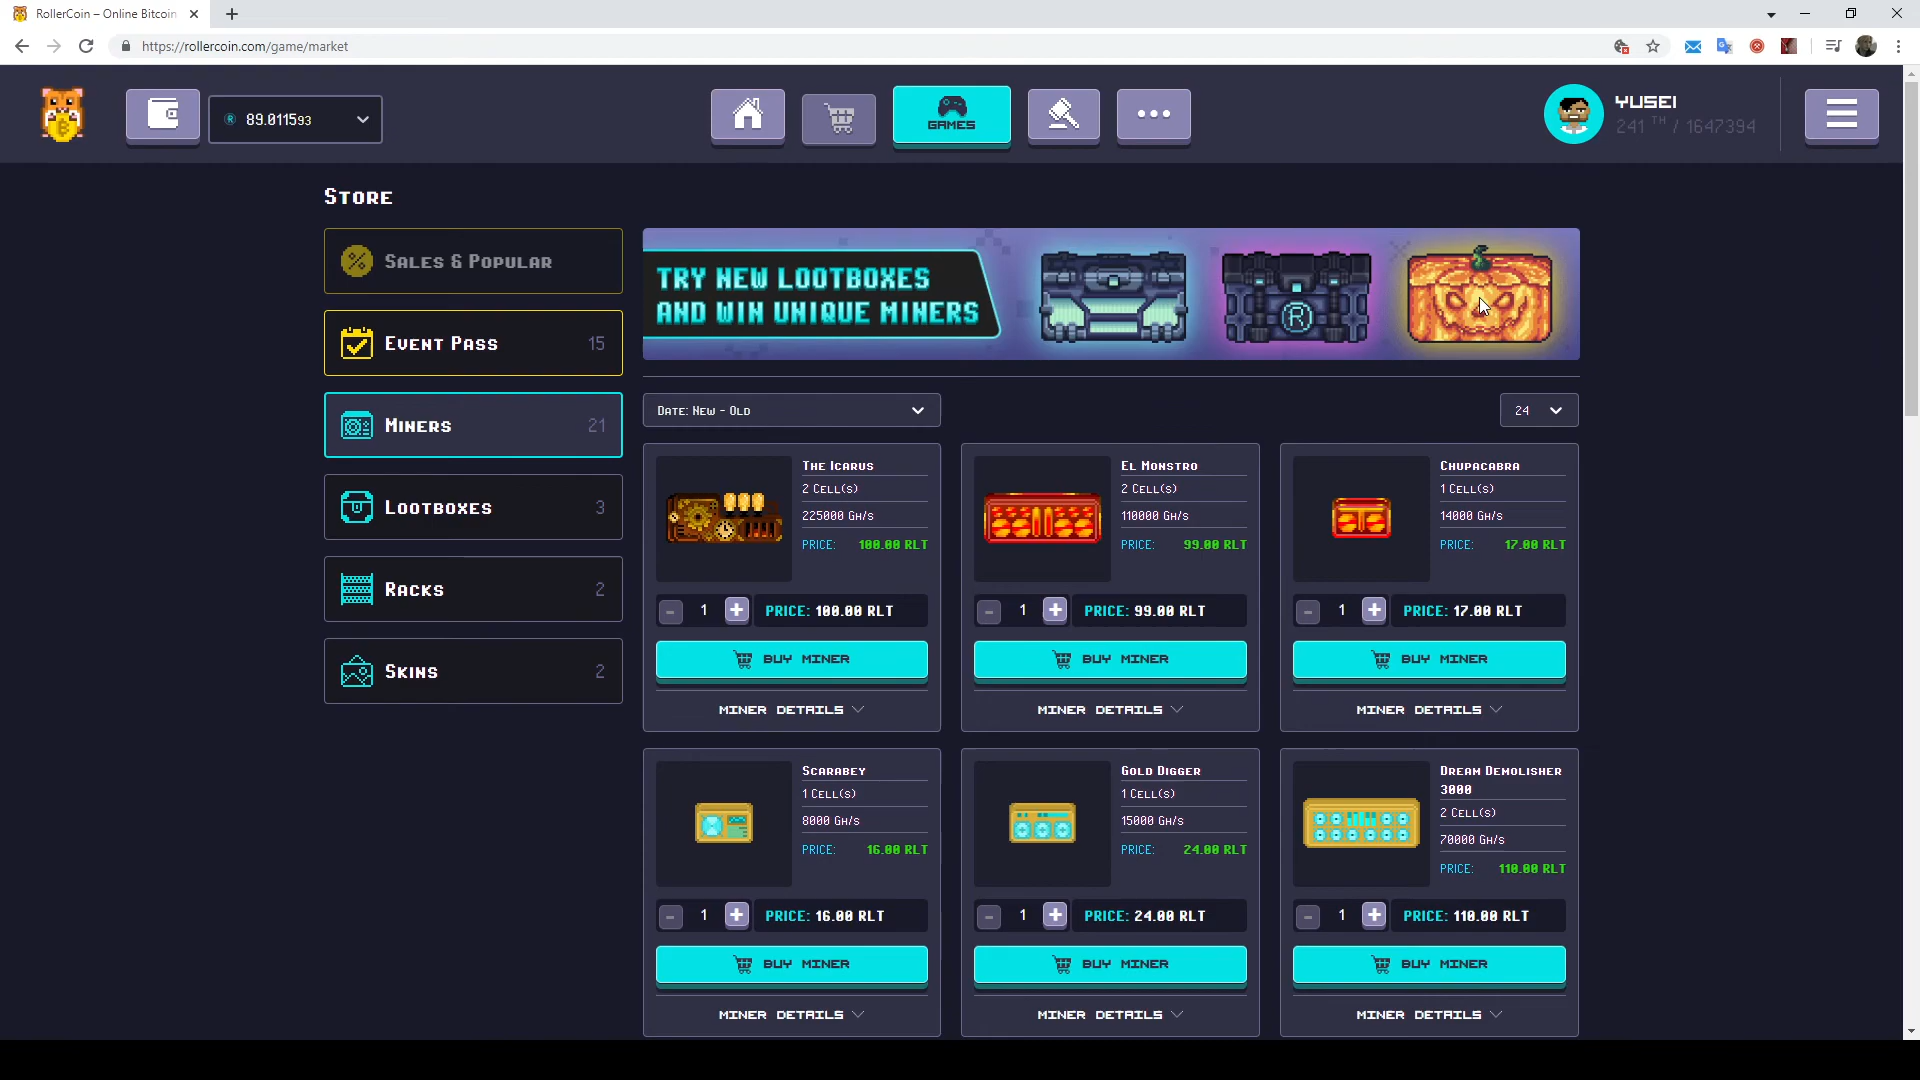 RollerCoin – Online Bitcoin
https://rollercoin.com/game/market
89.011593
GAMES
YUSEI
241 TH / 1647394
STORE
SALES & POPULAR
EVENT PASS 15
MINERS 21
LOOTBOXES 3
RACKS 2
SKINS 2
TRY NEW LOOTBOXES
AND WIN UNIQUE MINERS
DATE: NEW - OLD
24
THE ICARUS
2 CELL(S)
225000 GH/S
PRICE: 100.00 RLT
- 1 + PRICE: 100.00 RLT
BUY MINER
MINER DETAILS
EL MONSTRO
2 CELL(S)
110000 GH/S
PRICE: 99.00 RLT
- 1 + PRICE: 99.00 RLT
BUY MINER
MINER DETAILS
CHUPACABRA
1 CELL(S)
14000 GH/S
PRICE: 17.00 RLT
- 1 + PRICE: 17.00 RLT
BUY MINER
MINER DETAILS
SCARABEY
1 CELL(S)
8000 GH/S
PRICE: 16.00 RLT
- 1 + PRICE: 16.00 RLT
BUY MINER
MINER DETAILS
GOLD DIGGER
1 CELL(S)
15000 GH/S
PRICE: 24.00 RLT
- 1 + PRICE: 24.00 RLT
BUY MINER
MINER DETAILS
DREAM DEMOLISHER
3000
2 CELL(S)
70000 GH/S
PRICE: 110.00 RLT
- 1 + PRICE: 110.00 RLT
BUY MINER
MINER DETAILS